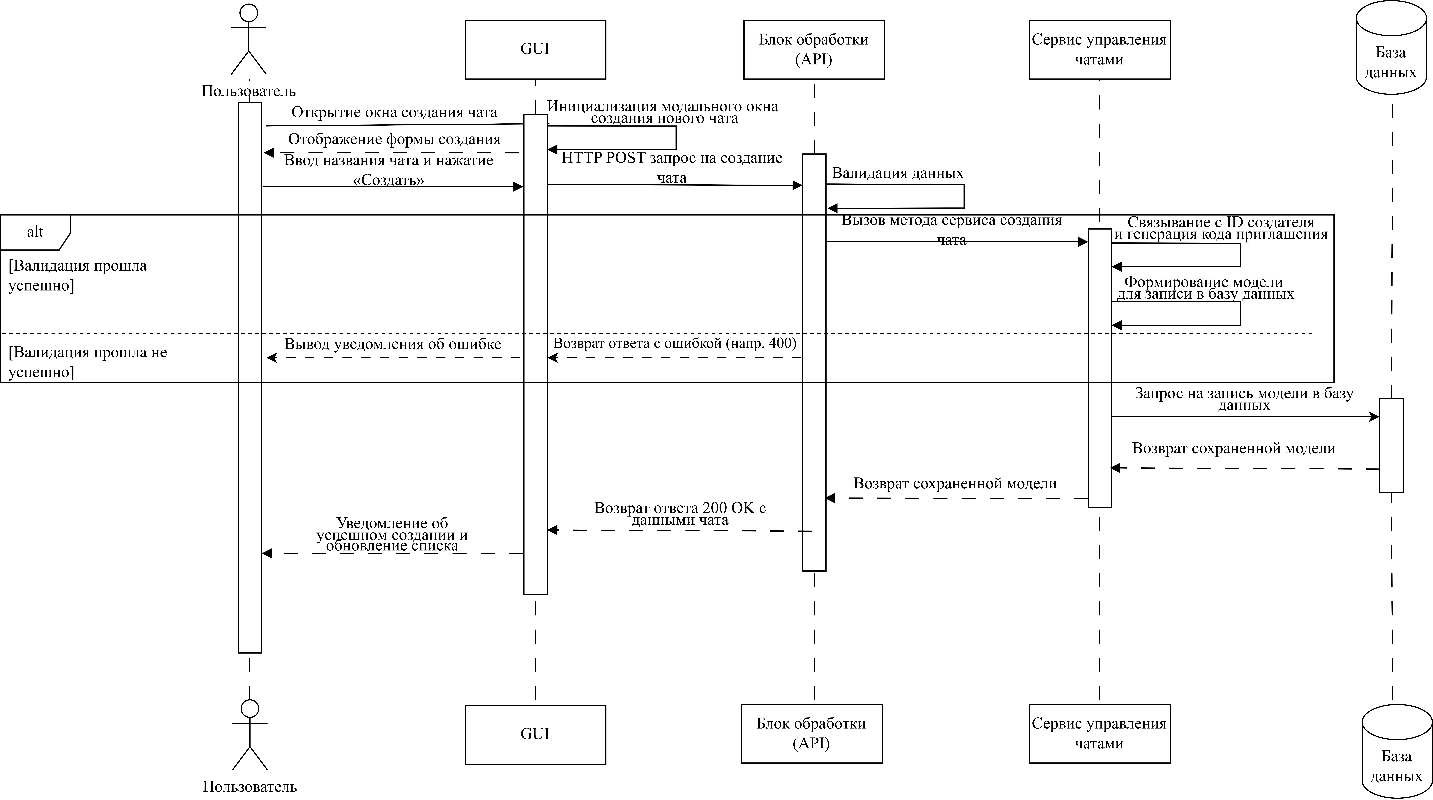 Пользователь
GUI
Блок обработки
(API)
Сервис управления
чатами
База
данных
Открытие окна создания чата
Инициализация модального окна
создания нового чата
Отображение формы создания
Ввод названия чата и нажатие
«Создать»
HTTP POST запрос на создание
чата
Валидация данных
alt
[Валидация прошла
успешно]
Вызов метода сервиса создания
чата
Связывание с ID создателя
и генерация кода приглашения
Формирование модели
для записи в базу данных
[Валидация прошла не
успешно]
Вывод уведомления об ошибке
Возврат ответа с ошибкой (напр. 400)
Запрос на запись модели в базу
данных
Возврат сохраненной модели
Возврат сохраненной модели
Возврат ответа 200 OK с
данными чата
Уведомление об
успешном создании и
обновление списка
Пользователь
GUI
Блок обработки
(API)
Сервис управления
чатами
База
данных